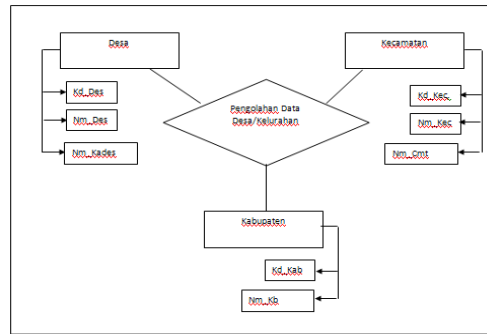 Desa
Kecamatan
Kd_Des
Nm_Des
Nm_Kades
Pengolahan Data
Desa/Kelurahan
Kd_Kec
Nm_Kec
Nm_Cmt
Kabupaten
Kd_Kab
Nm_Kb